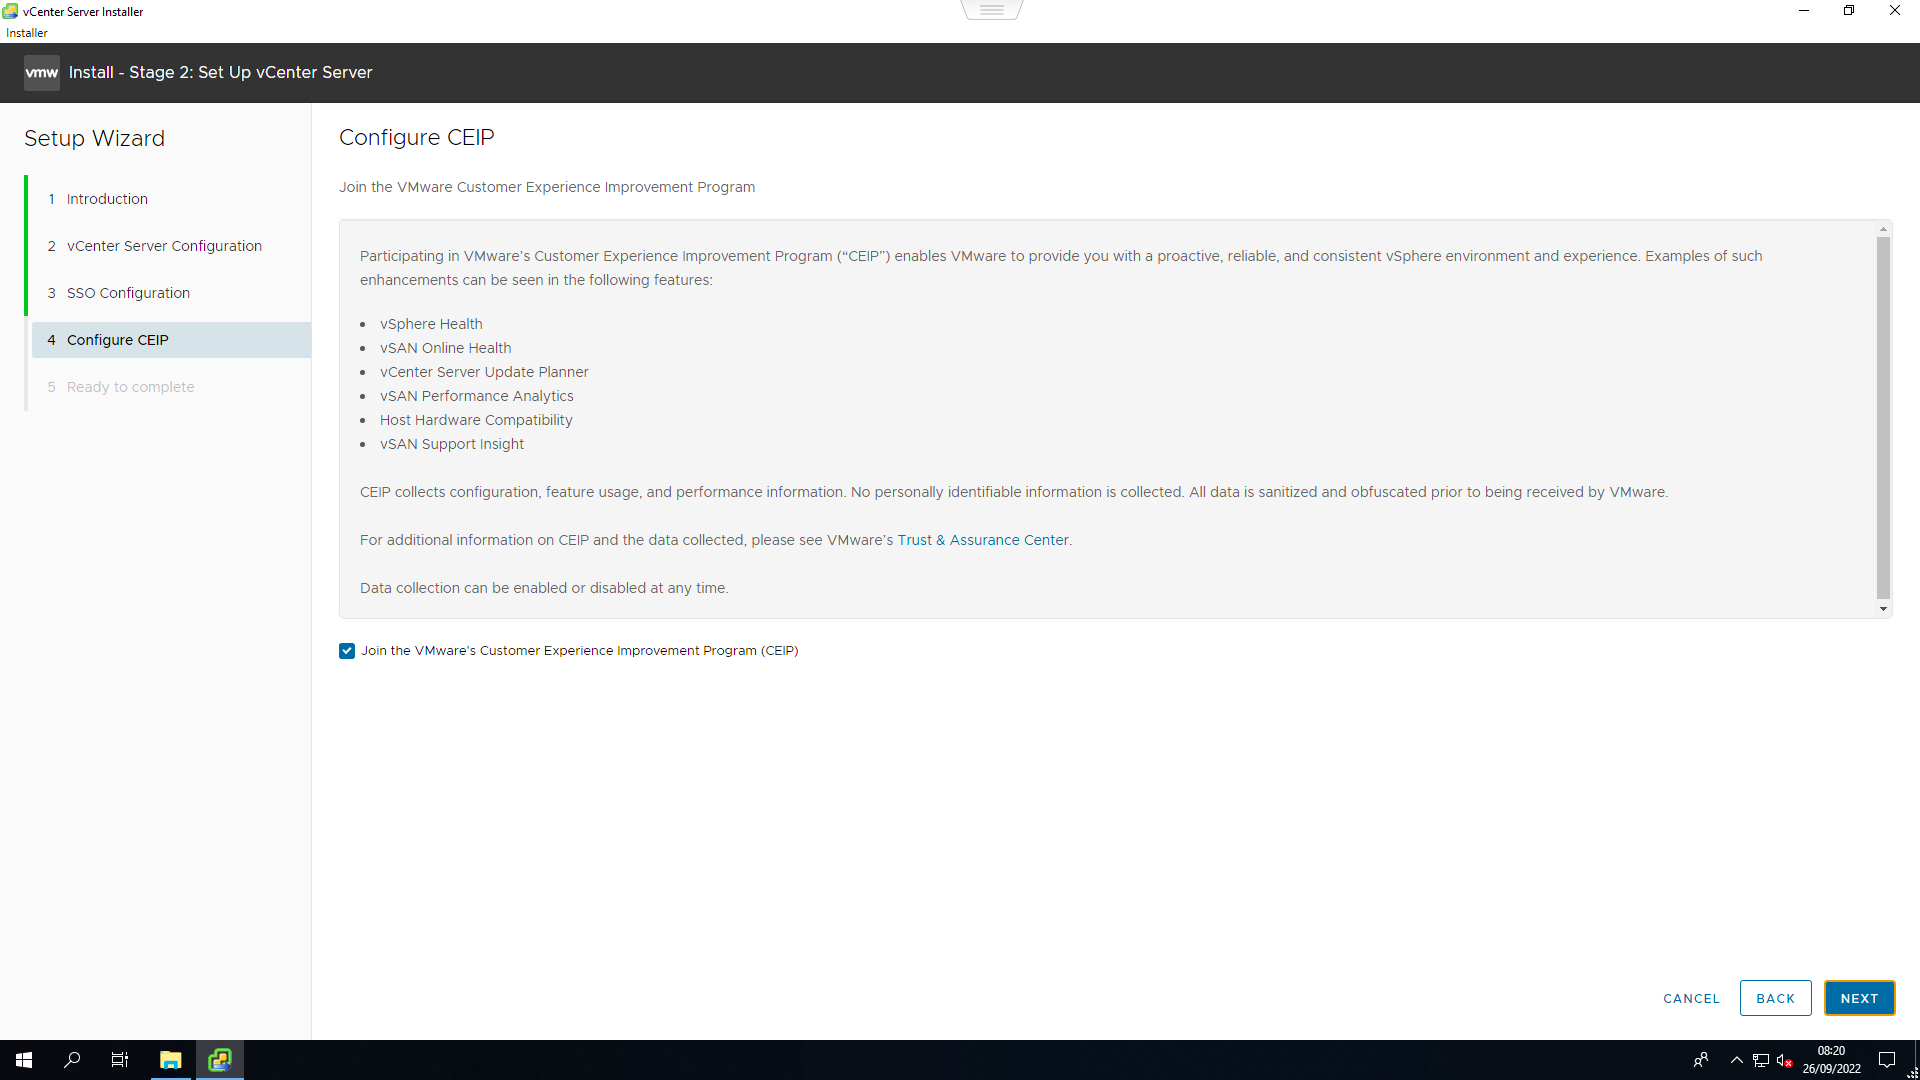 vCenter Server Installer
Installer
vmw Install - Stage 2: Set Up vCenter Server
Setup Wizard
1 Introduction
2 vCenter Server Configuration
3 SSO Configuration
4 Configure CEIP
5 Ready to complete
Configure CEIP
Join the VMware Customer Experience Improvement Program
Participating in VMware's Customer Experience Improvement Program (“CEIP”) enables VMware to provide you with a proactive, reliable, and consistent vSphere environment and experience. Examples of such
enhancements can be seen in the following features:
• vSphere Health
• vSAN Online Health
• vCenter Server Update Planner
• vSAN Performance Analytics
• Host Hardware Compatibility
• vSAN Support Insight
CEIP collects configuration, feature usage, and performance information. No personally identifiable information is collected. All data is sanitized and obfuscated prior to being received by VMware.
For additional information on CEIP and the data collected, please see VMware's Trust & Assurance Center.
Data collection can be enabled or disabled at any time.
Join the VMware's Customer Experience Improvement Program (CEIP)
CANCEL BACK NEXT
08:20
26/09/2022